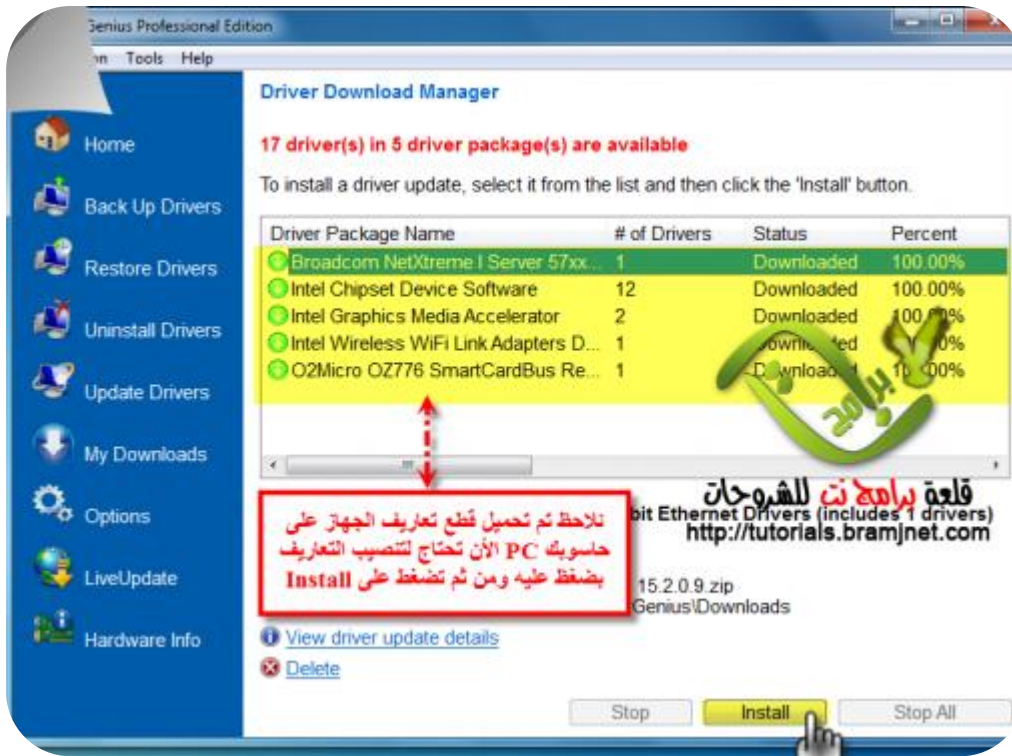 Genius Professional Edition
Tools Help
Driver Download Manager
17 driver(s) in 5 driver package(s) are available
To install a driver update, select it from the list and then click the 'Install' button.
Driver Package Name # of Drivers Status Percent
Broadcom NetXtreme I Server 57xx... 1 Downloaded 100.00%
Intel Chipset Device Software 12 Downloaded 100.00%
Intel Graphics Media Accelerator 2 Downloaded
Intel Wireless WiFi Link Adapters D... 1
O2Micro OZ776 SmartCardBus Re... 1
Home
Back Up Drivers
Restore Drivers
Uninstall Drivers
Update Drivers
My Downloads
Options
LiveUpdate
Hardware Info
برامج نت
قلعة برامج نت للشروحات
bit Ethernet Drivers (includes 1 drivers)
http://tutorials.bramjnet.com
نلاحظ تم تحميل قطع تعاريف الجهاز على
حاسوبك PC الأن تحتاج لتنصيب التعاريف
بضغظ عليه ومن ثم تضغط على Install
15.2.0.9.zip
Genius\Downloads
View driver update details
Delete
Stop Install Stop All